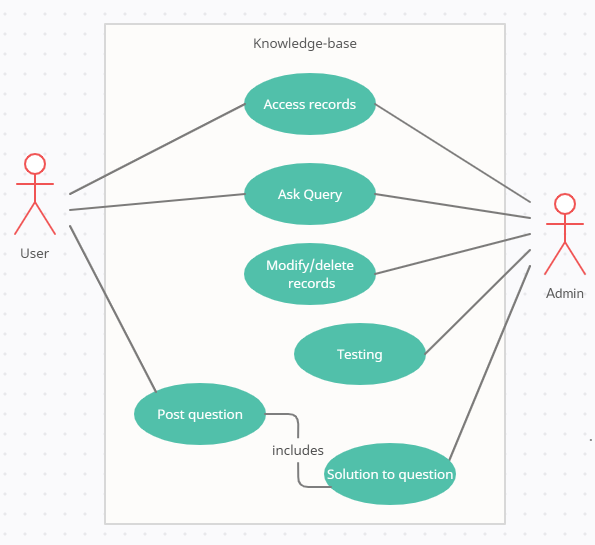 Knowledge-base
Access records
Ask Query
User
Modify/delete
records
Admin
Testing
Post question
includes
Solution to question